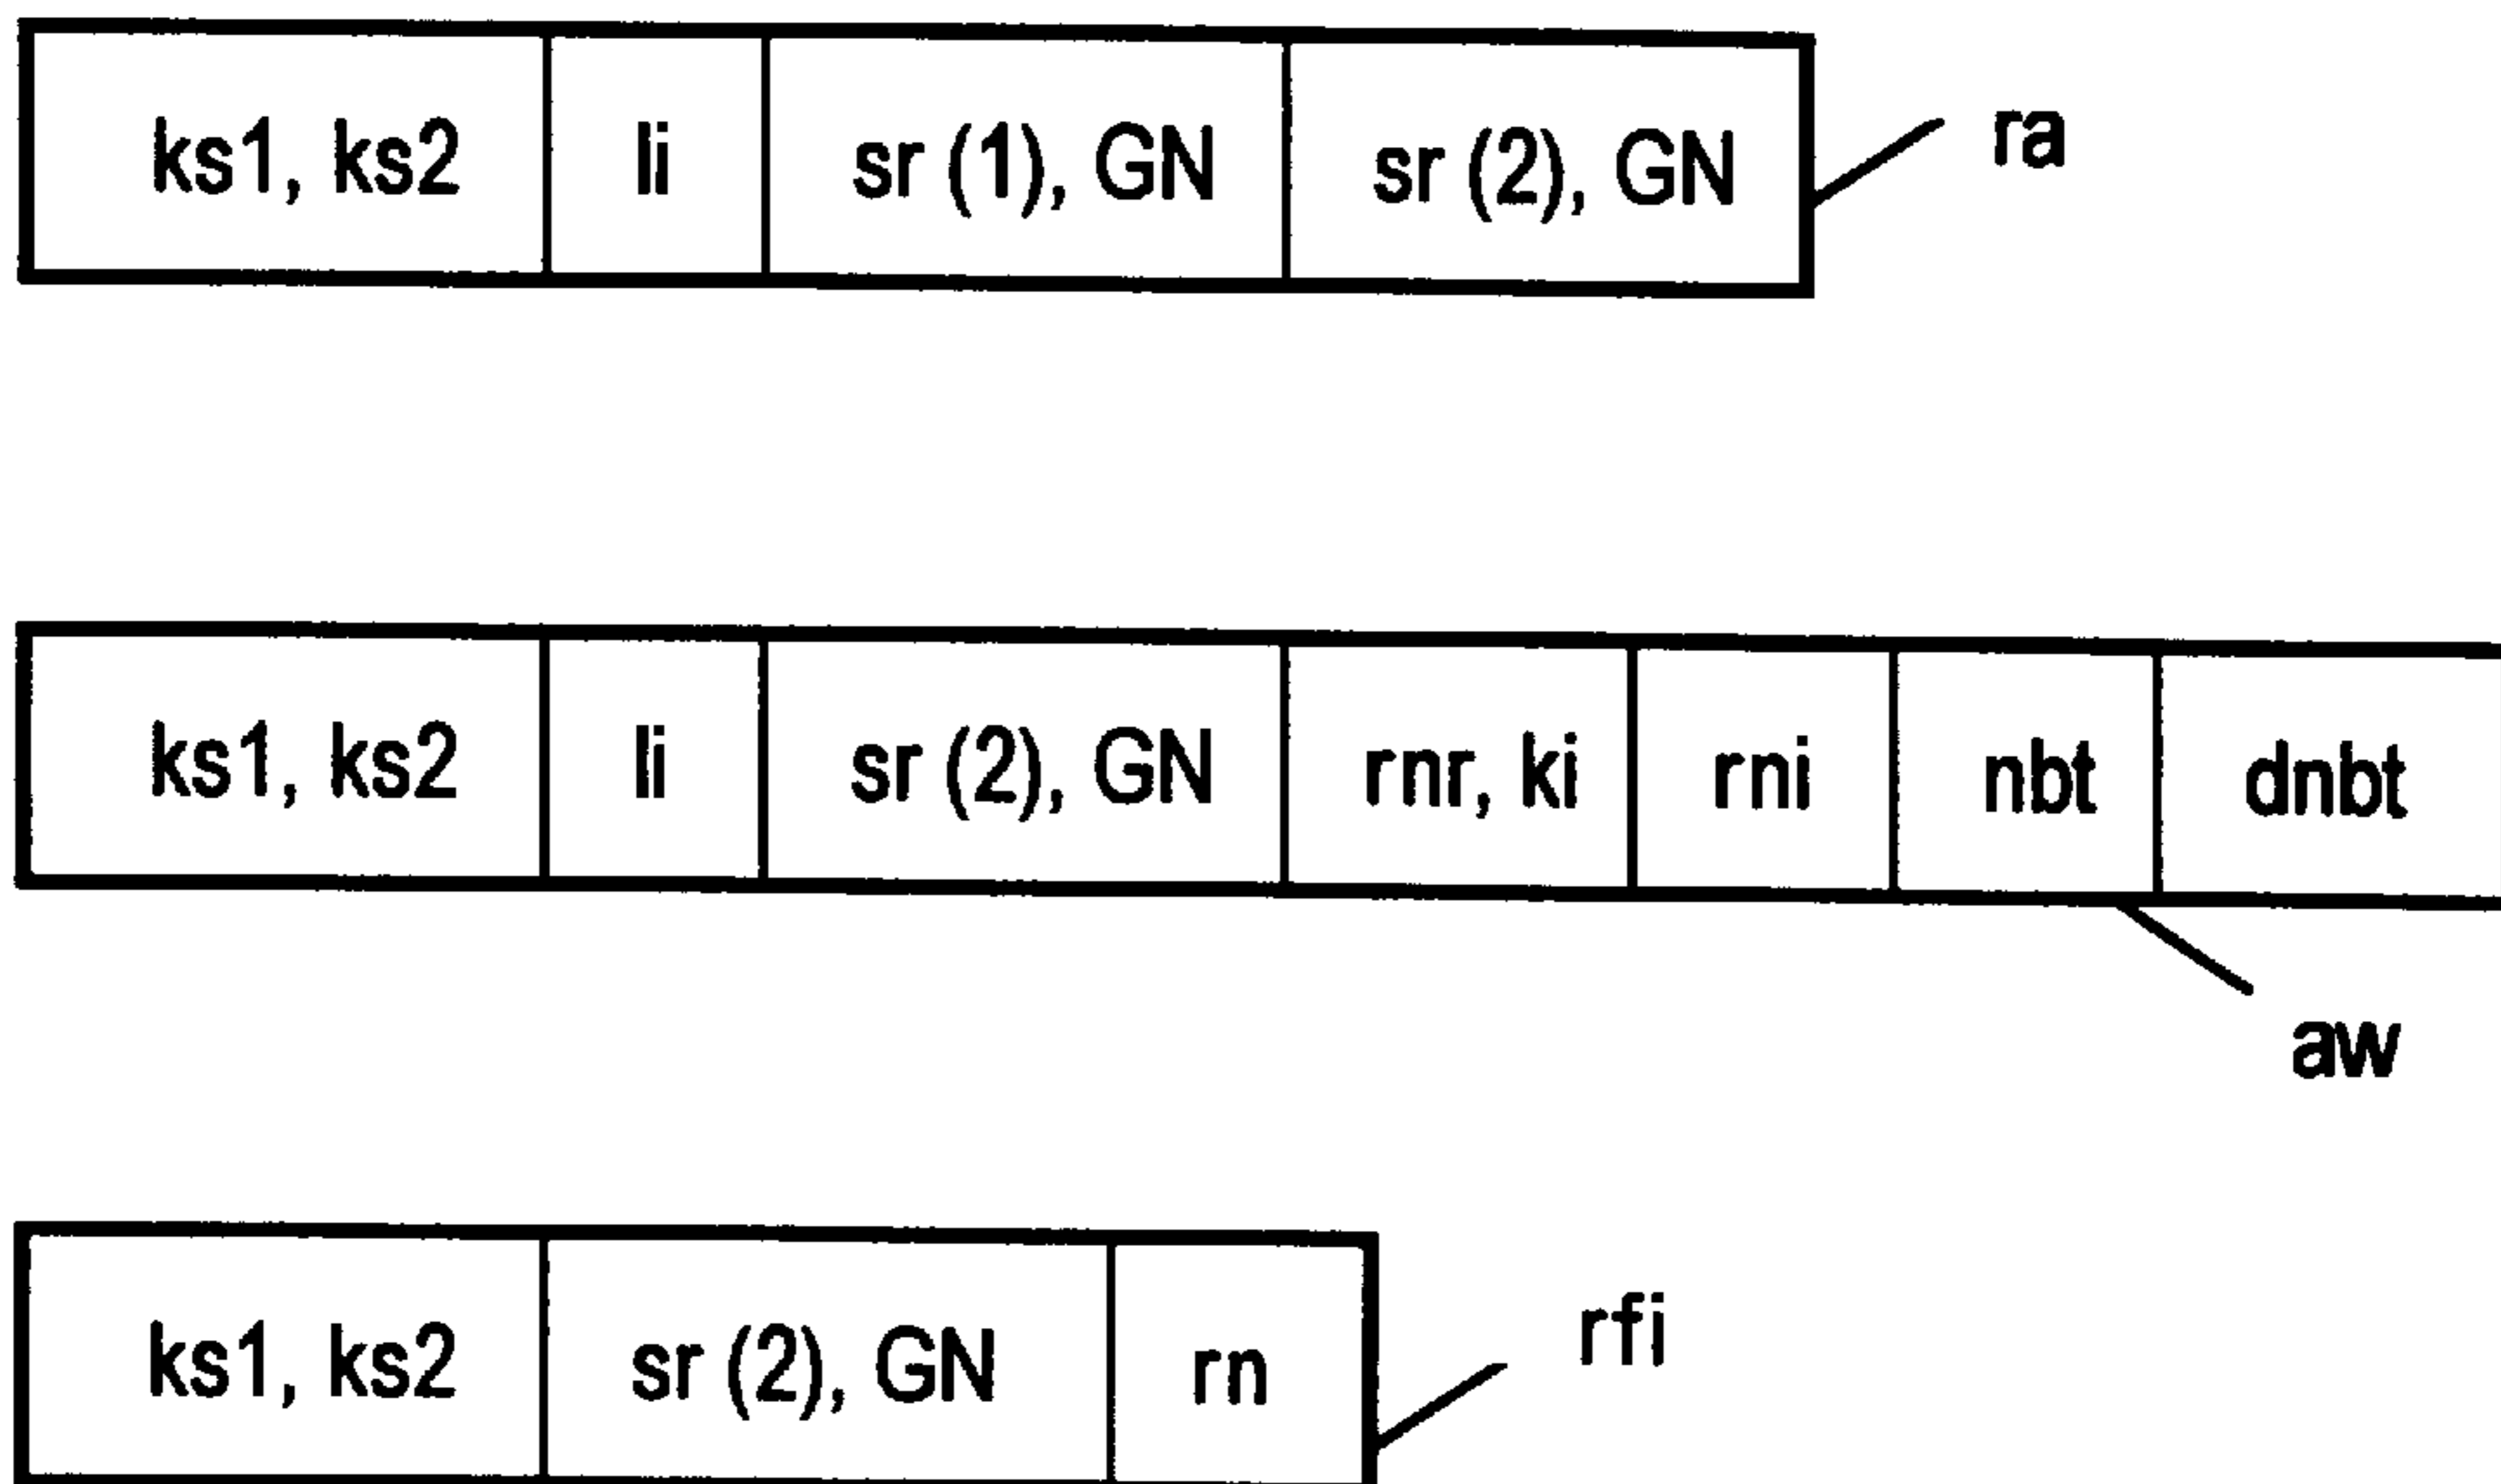 ks1, ks2 li sr (1), GN sr (2), GN ra
ks1, ks2 li sr (2), GN rnr, ki rni nbt dnbt
aw
ks1, ks2 sr (2), GN rn rfi